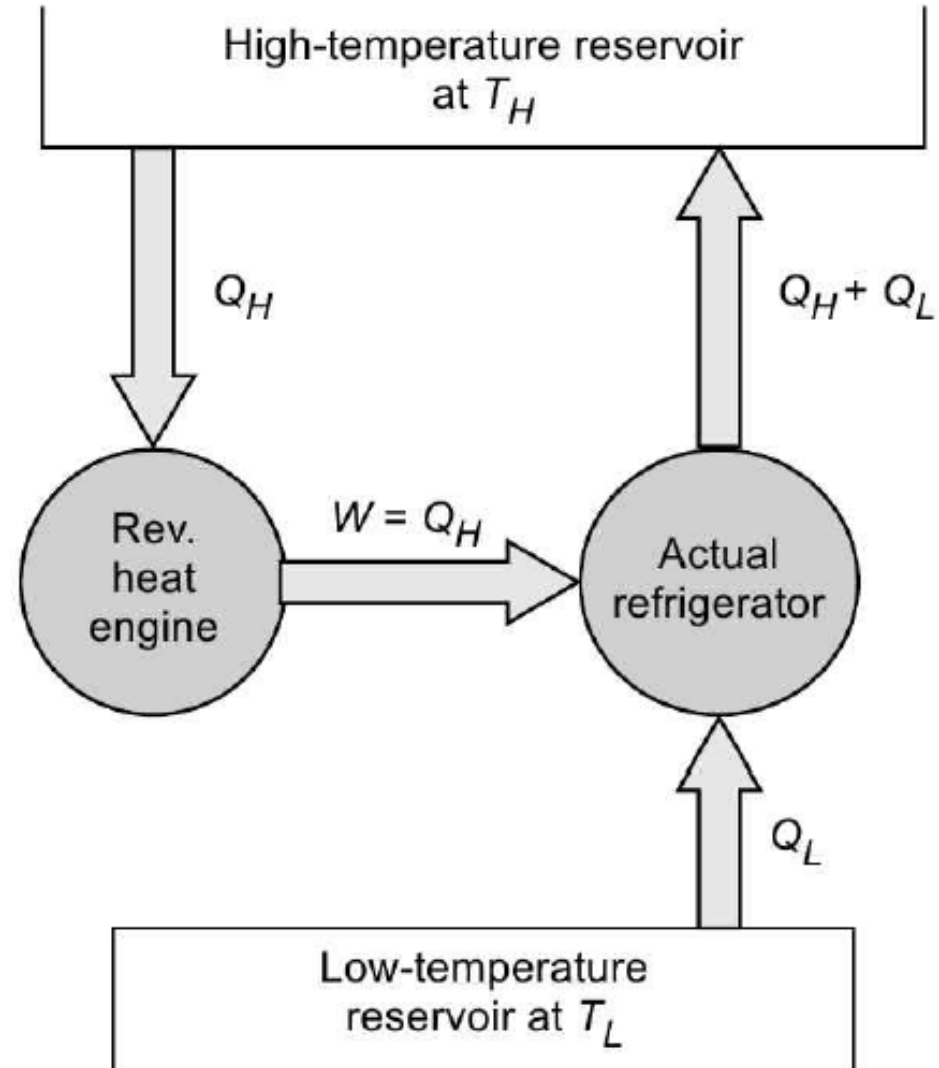 High-temperature reservoir
at T_H
Q_H
Q_H + Q_L
W = Q_H
Rev.
heat
engine
Actual
refrigerator
Q_L
Low-temperature
reservoir at T_L